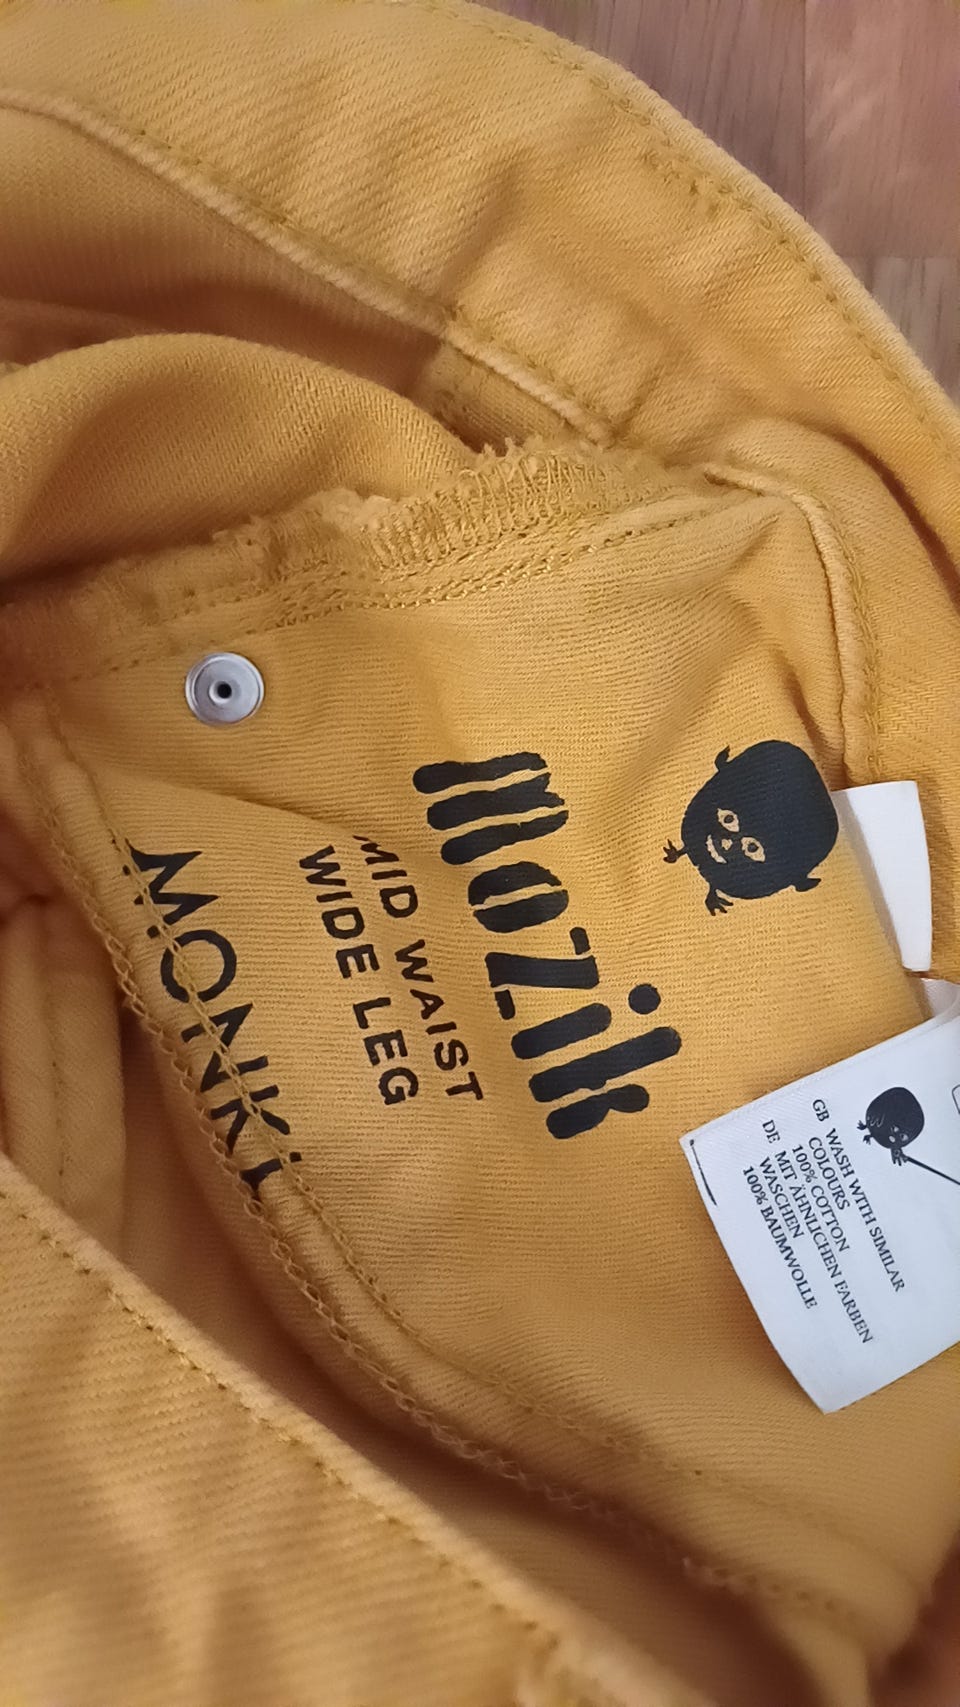 mozik
MID WAIST
WIDE LEG
MONKI
GB WASH WITH SIMILAR
COLOURS
100% COTTON
DE MIT ÄHNLICHEN FARBEN
WASCHEN
100% BAUMWOLLE